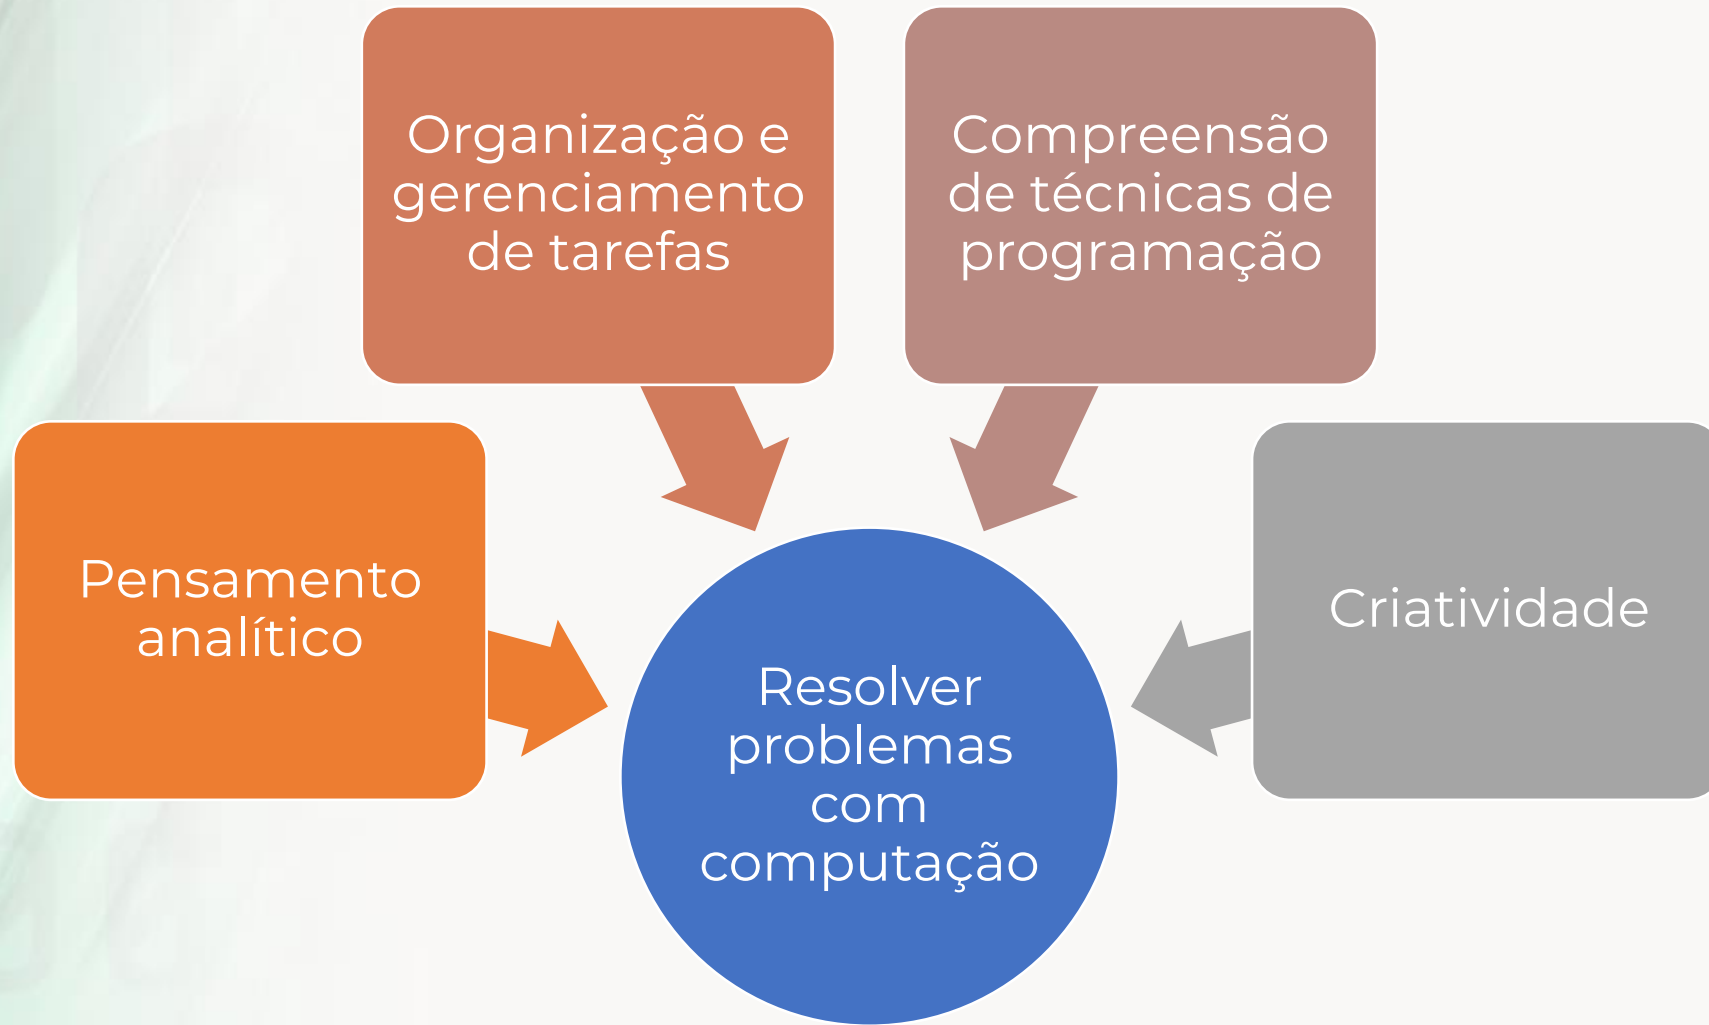 Organização e
gerenciamento
de tarefas
Compreensão
de técnicas de
programação
Pensamento
analítico
Criatividade
Resolver
problemas
com
computação